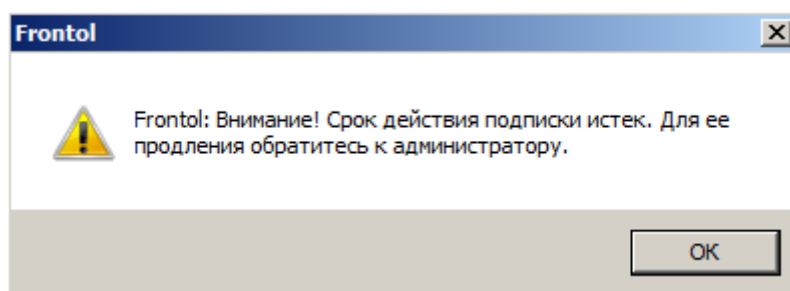 Frontol
Frontol: Внимание! Срок действия подписки истек. Для ее
продления обратитесь к администратору.
OK